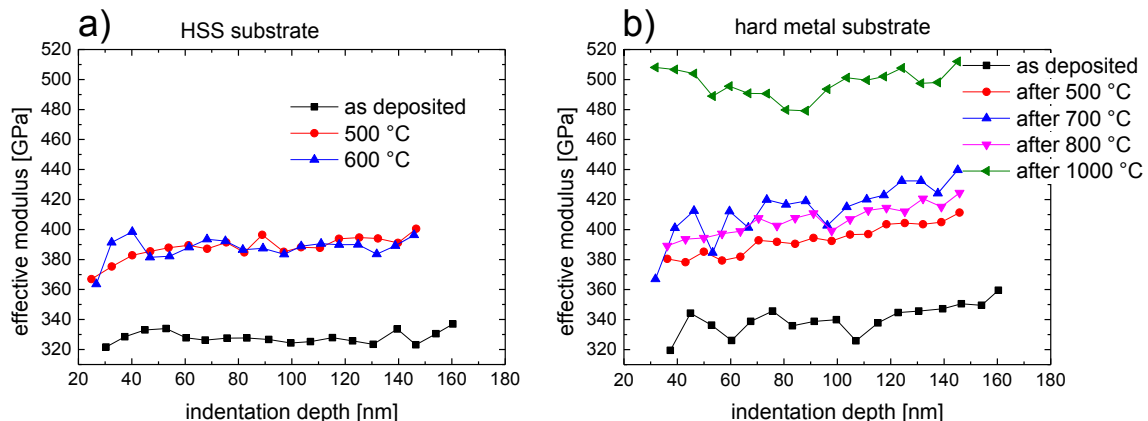 a)
HSS substrate
520
500
480
460
440
420
400
380
360
340
320
effective modulus [GPa]
as deposited
500 °C
600 °C
20 40 60 80 100 120 140 160 180
indentation depth [nm]
b)
hard metal substrate
520
500
480
460
440
420
400
380
360
340
320
effective modulus [GPa]
as deposited
after 500 °C
after 700 °C
after 800 °C
after 1000 °C
20 40 60 80 100 120 140 160 180
indentation depth [nm]